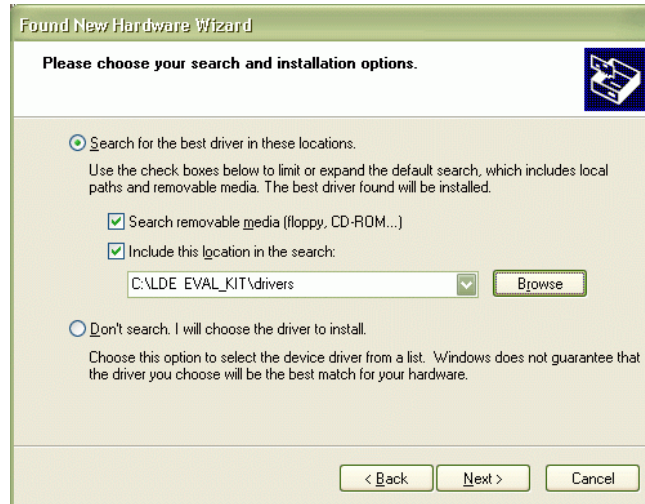 Found New Hardware Wizard
Please choose your search and installation options.
Search for the best driver in these locations.
Use the check boxes below to limit or expand the default search, which includes local
paths and removable media. The best driver found will be installed.
Search removable media (floppy, CD-ROM...)
Include this location in the search:
C:\LDE EVAL_KIT\drivers
Browse
Don't search. I will choose the driver to install.
Choose this option to select the device driver from a list. Windows does not guarantee that
the driver you choose will be the best match for your hardware.
< Back
Next >
Cancel